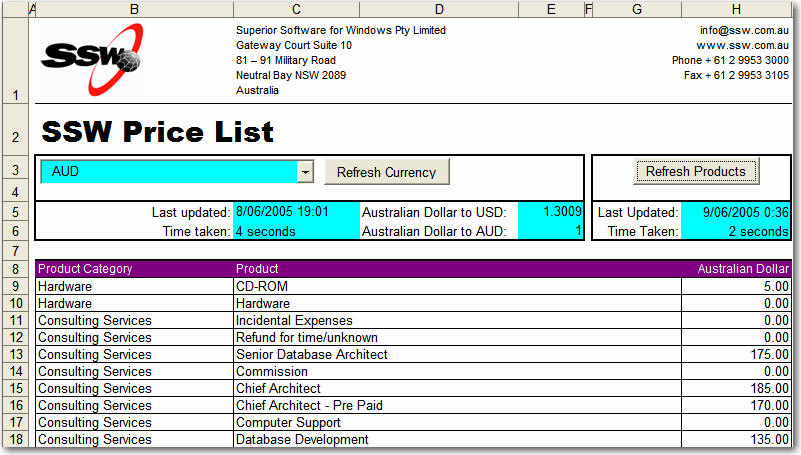 A B C D E F G H
SSW
Superior Software for Windows Pty Limited
Gateway Court Suite 10
81 – 91 Military Road
Neutral Bay NSW 2089
Australia
info@ssw.com.au
www.ssw.com.au
Phone + 61 2 9953 3000
Fax + 61 2 9953 3105
1
2 SSW Price List
3 AUD Refresh Currency Refresh Products
4
5 Last updated: 8/06/2005 19:01 Australian Dollar to USD: 1.3009 Last Updated: 9/06/2005 0:36
6 Time taken: 4 seconds Australian Dollar to AUD: 1 Time Taken: 2 seconds
7
8 Product Category Product Australian Dollar
9 Hardware CD-ROM 5.00
10 Hardware Hardware 0.00
11 Consulting Services Incidental Expenses 0.00
12 Consulting Services Refund for time/unknown 0.00
13 Consulting Services Senior Database Architect 175.00
14 Consulting Services Commission 0.00
15 Consulting Services Chief Architect 185.00
16 Consulting Services Chief Architect - Pre Paid 170.00
17 Consulting Services Computer Support 0.00
18 Consulting Services Database Development 135.00